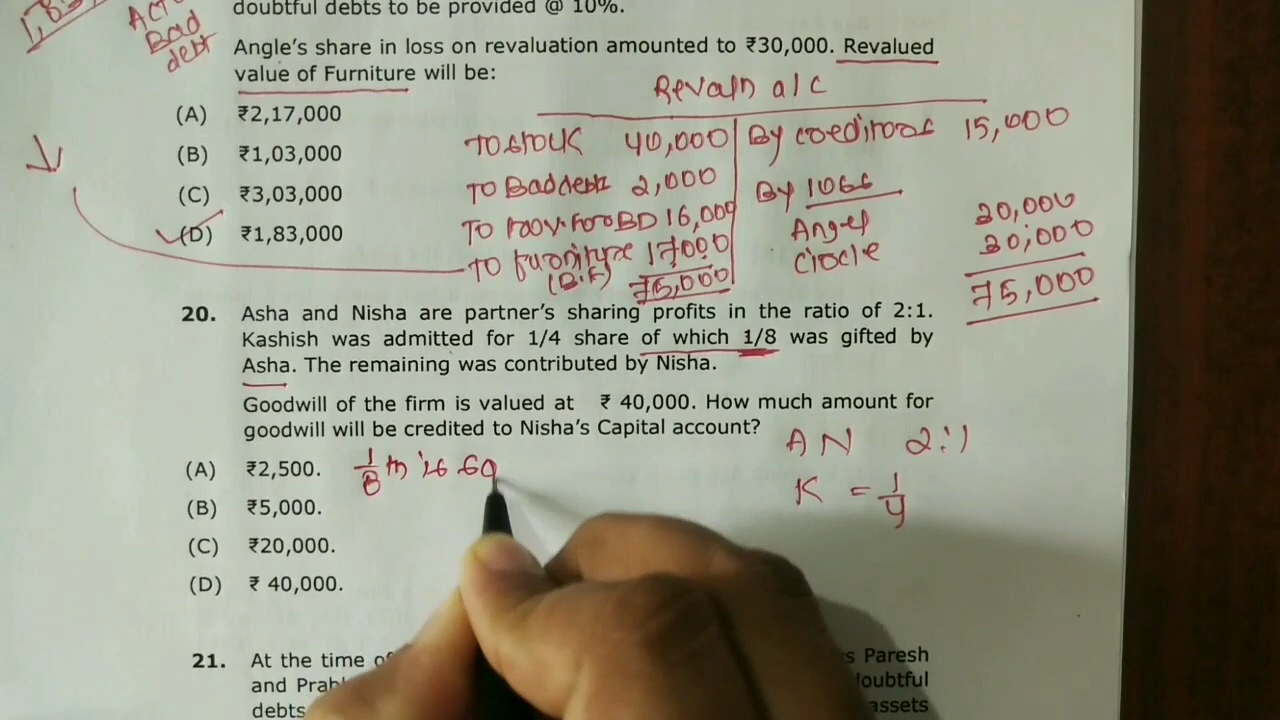 doubtful debts to be provided @ 10%.
1,83,
Bad
debt
Angle's share in loss on revaluation amounted to ₹30,000. Revalued
value of Furniture will be:
(A) ₹2,17,000
(B) ₹1,03,000
(C) ₹3,03,000
(D) ₹1,83,000
Revaln a/c
To stock 40,000 By creditors 15,000
To Bad debts 2,000 By loss
To prov. for BD 16,000 Angel 30,000
To furniture 17,000 circle 30,000
(B.f) 75,000 75,000
20. Asha and Nisha are partner's sharing profits in the ratio of 2:1.
Kashish was admitted for 1/4 share of which 1/8 was gifted by
Asha. The remaining was contributed by Nisha.
Goodwill of the firm is valued at ₹ 40,000. How much amount for
goodwill will be credited to Nisha's Capital account?
(A) ₹2,500.
(B) ₹5,000.
(C) ₹20,000.
(D) ₹ 40,000.
1/8 th is
A N 2:1
K = 1/4
21. At the time
s Paresh
and
doubtful
debts
assets